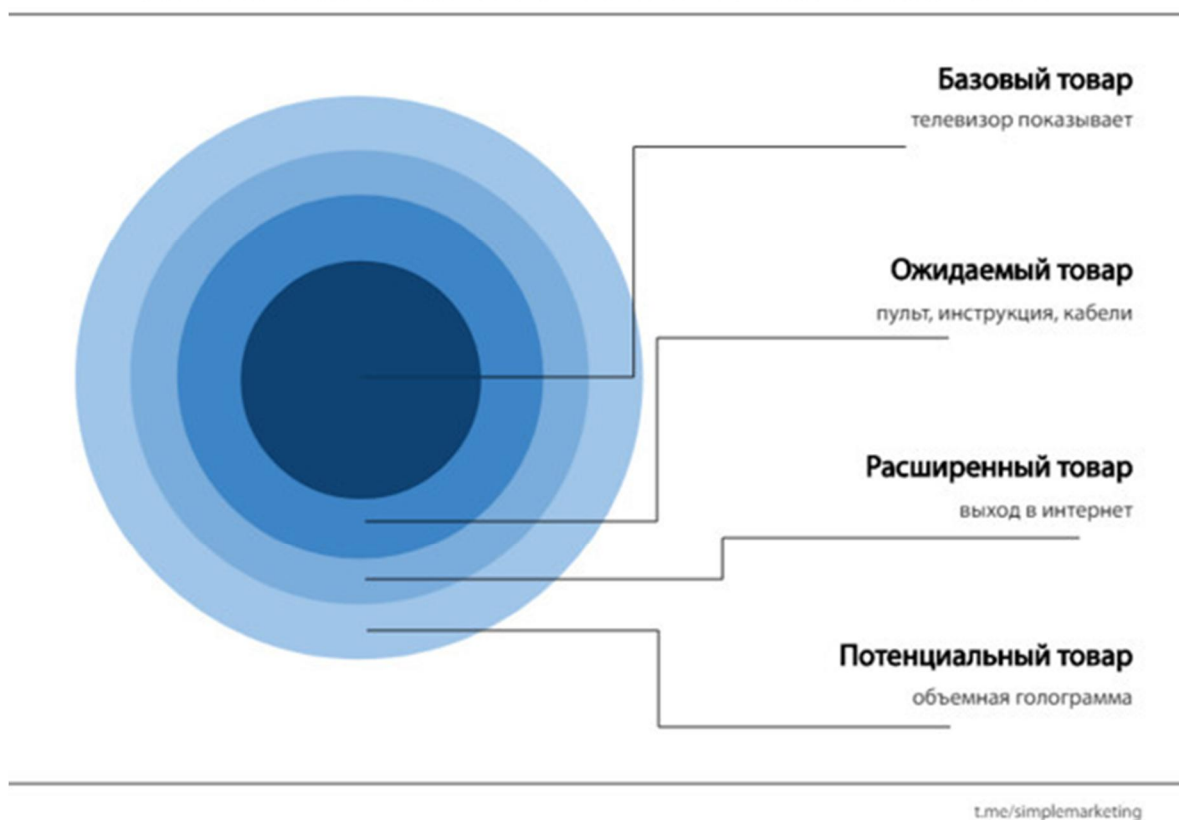 Базовый товар
телевизор показывает
Ожидаемый товар
пульт, инструкция, кабели
Расширенный товар
выход в интернет
Потенциальный товар
объемная голограмма
t.me/simplemarketing